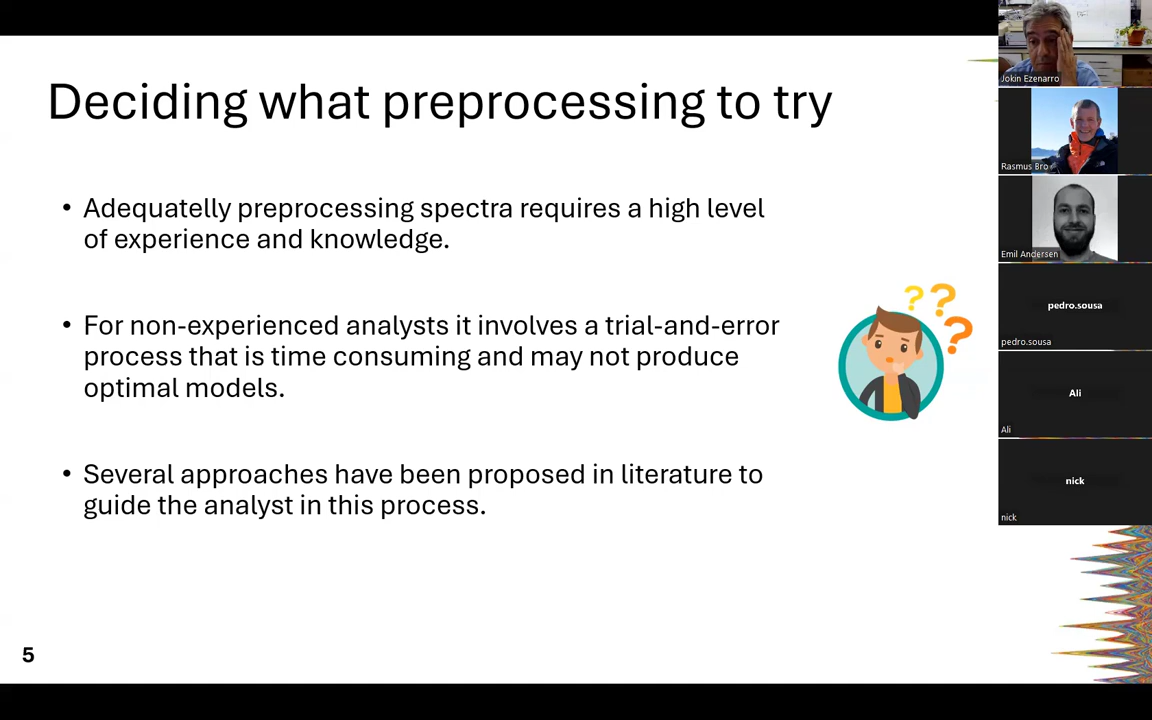 Deciding what preprocessing to try
• Adequatelly preprocessing spectra requires a high level
of experience and knowledge.
• For non-experienced analysts it involves a trial-and-error
process that is time consuming and may not produce
optimal models.
• Several approaches have been proposed in literature to
guide the analyst in this process.
? ? ?
5
Jokin Ezenarro
Rasmus Bro
Emil Andersen
pedro.sousa
pedro.sousa
Ali
Ali
nick
nick